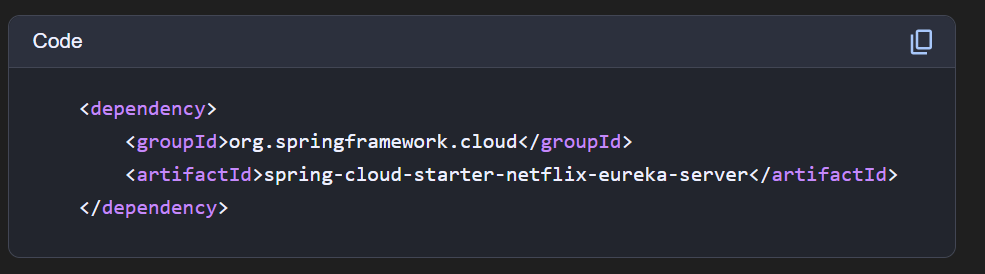 Code
<dependency>
<groupId>org.springframework.cloud</groupId>
<artifactId>spring-cloud-starter-netflix-eureka-server</artifactId>
</dependency>